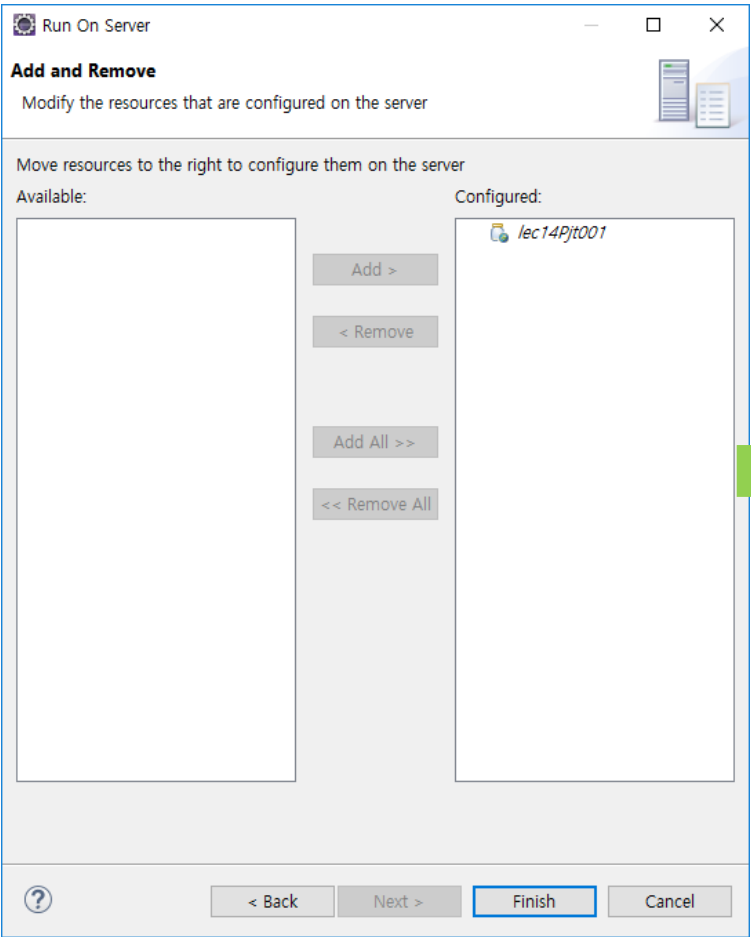 Run On Server
Add and Remove
Modify the resources that are configured on the server
Move resources to the right to configure them on the server
Available:
Configured:
lec14Pjt001
Add >
< Remove
Add All >>
<< Remove All
?
< Back
Next >
Finish
Cancel